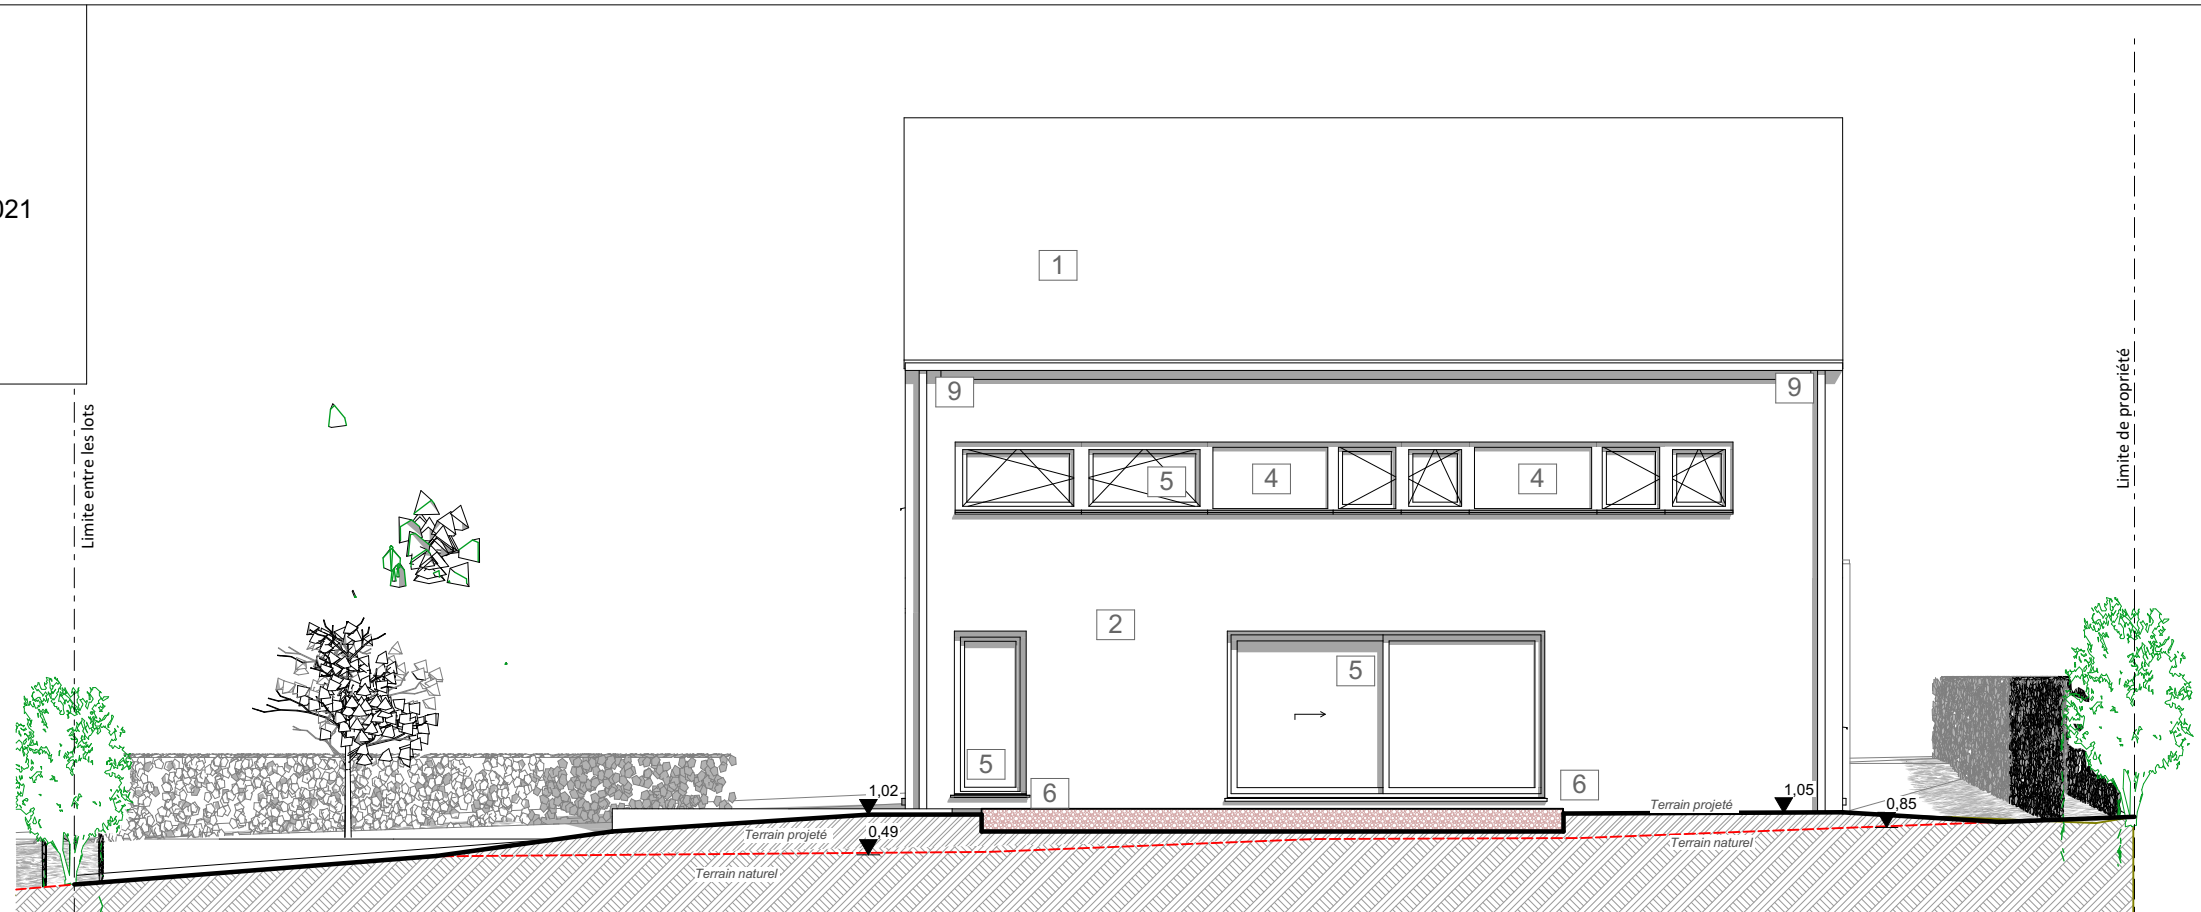 021
1
Limite entre les lots
Limite de propriété
9
9
5
4
4
2
5
5
6
6
1,02
1,05
0,85
Terrain projeté
Terrain projeté
0,49
Terrain naturel
Terrain naturel